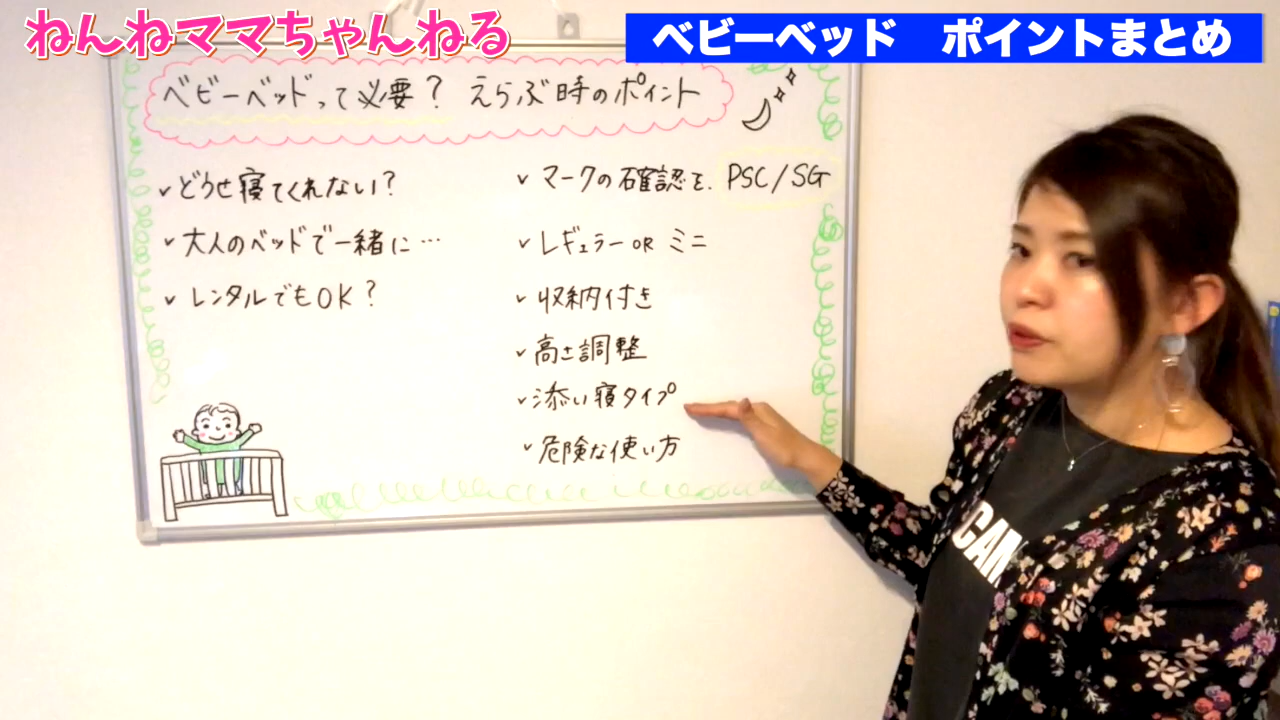 ねんねママちゃんねる
ベビーベッド ポイントまとめ
ベビーベッドって必要? えらぶ時のポイント
✓どうせ寝てくれない?
✓大人のベッドで一緒に…
✓レンタルでもOK?
✓マークの確認を. PSC/SG
✓レギュラー OR ミニ
✓収納付き
✓高さ調整
✓添い寝タイプ
✓危険な使い方
CAN